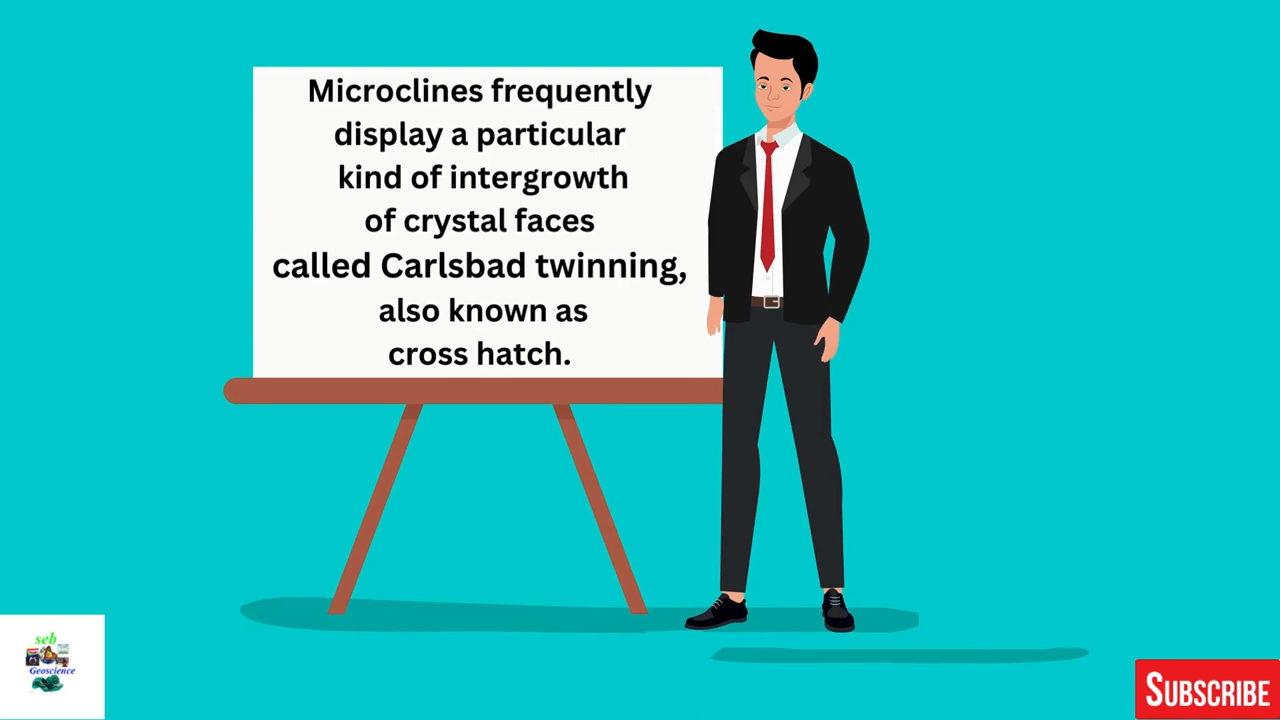 Microclines frequently
display a particular
kind of intergrowth
of crystal faces
called Carlsbad twinning,
also known as
cross hatch.
seb
Geoscience
SUBSCRIBE